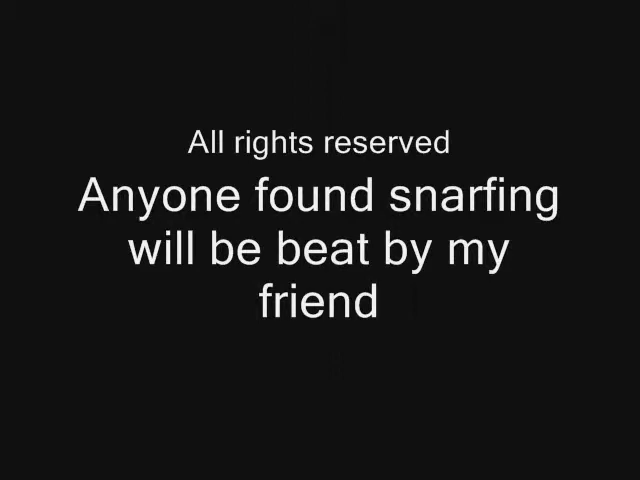 All rights reserved
Anyone found snarfing
will be beat by my
friend